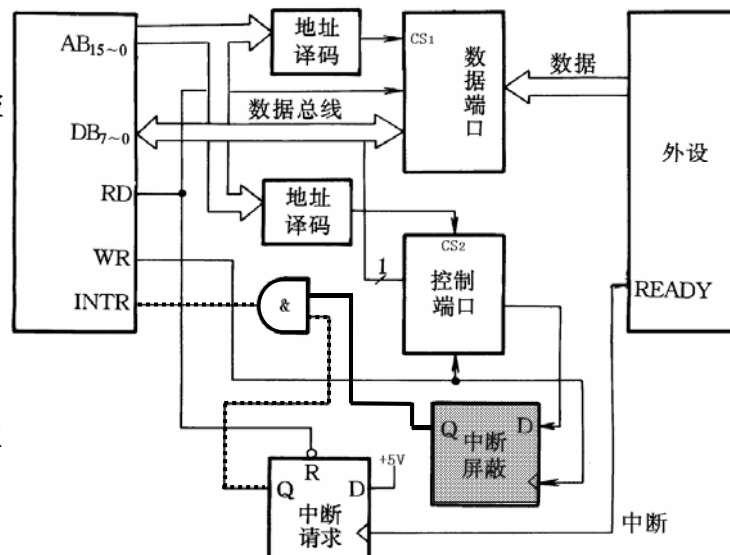 AB15~0
地址
译码
CS1
数据
端口
数据
外设
数据总线
DB7~0
RD
地址
译码
WR
CS2
1
控制
端口
READY
INTR
&
Q
D
中断
屏蔽
+5V
R
Q
D
中断
请求
中断